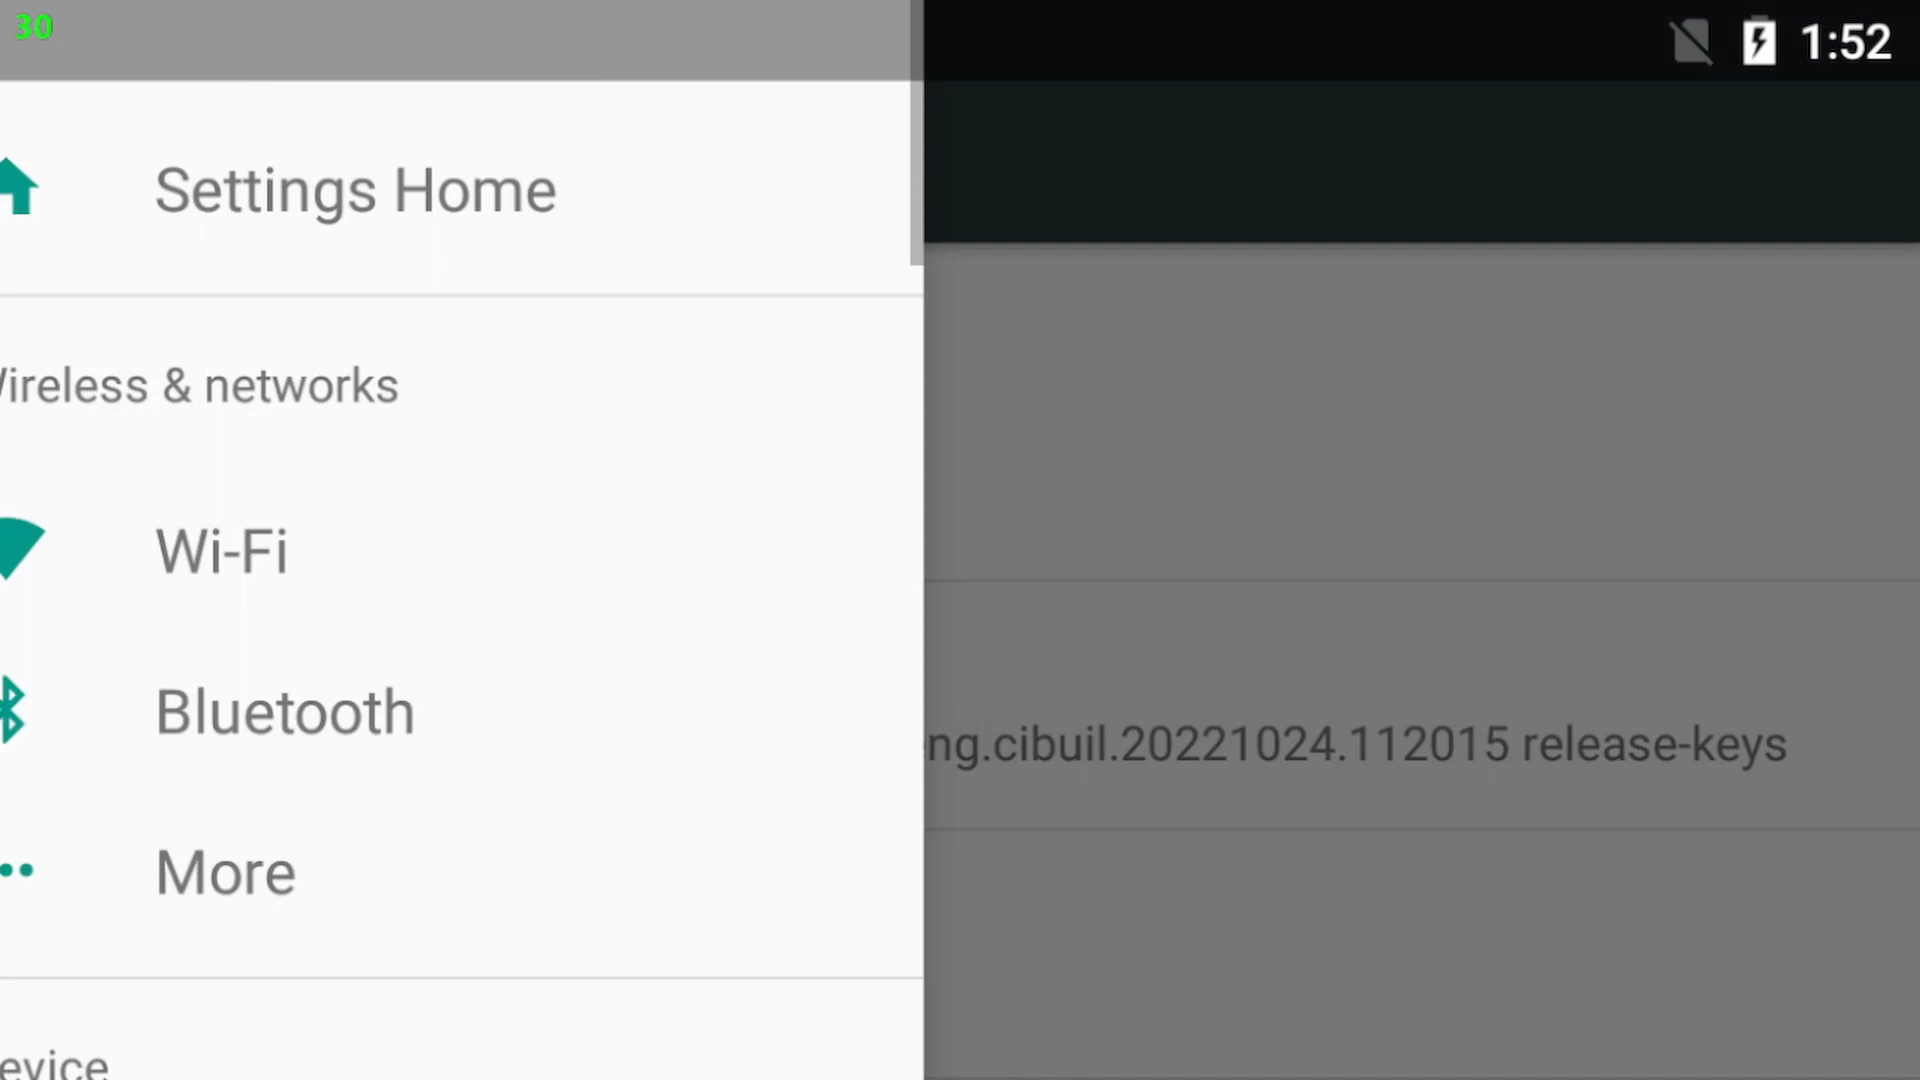 30
1:52
Settings Home
ireless & networks
Wi-Fi
Bluetooth
ng.cibuil.20221024.112015 release-keys
More
evice